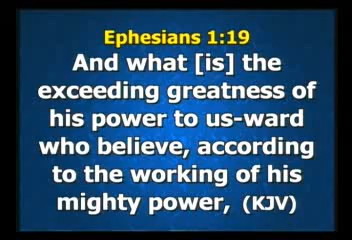 Ephesians 1:19
And what [is] the
exceeding greatness of
his power to us-ward
who believe, according
to the working of his
mighty power, (KJV)